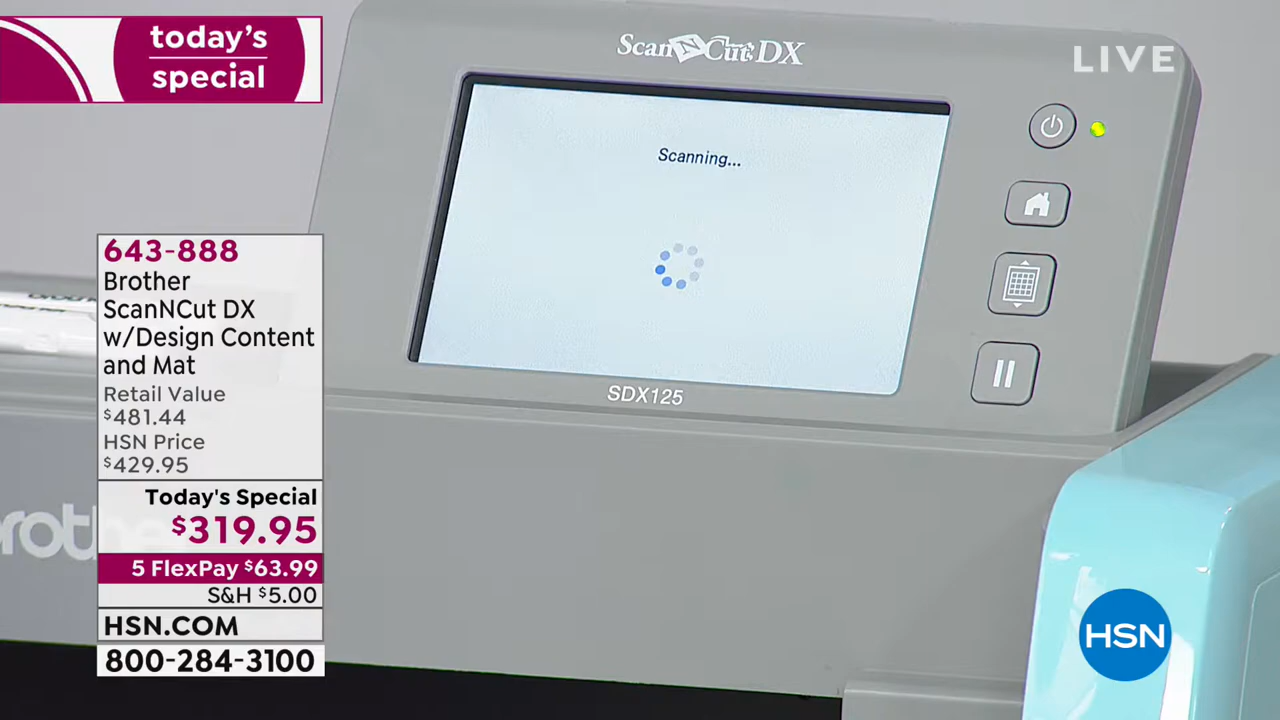 today's
special
LIVE
ScanNCut DX
Scanning...
SDX125
643-888
Brother
ScanNCut DX
w/Design Content
and Mat
Retail Value
$481.44
HSN Price
$429.95
Today's Special
$319.95
5 FlexPay $63.99
S&H $5.00
HSN.COM
800-284-3100
brother
HSN